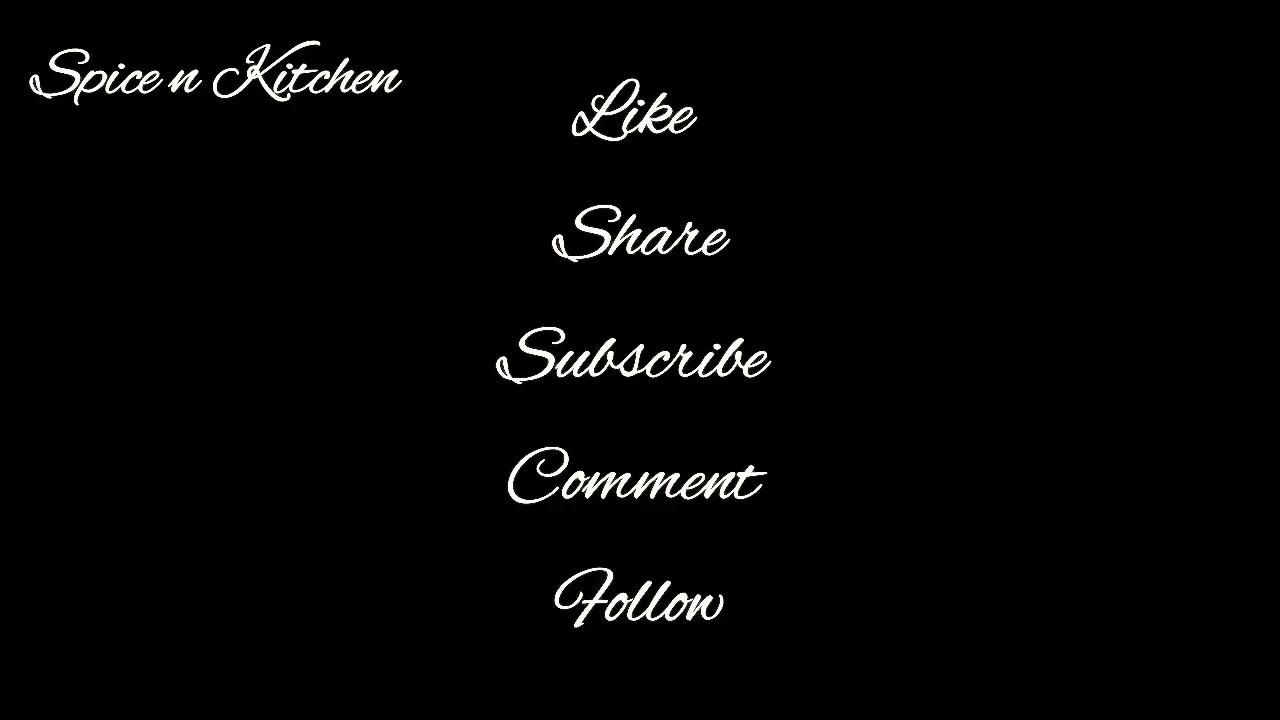 Spice n Kitchen
Like
Share
Subscribe
Comment
Follow